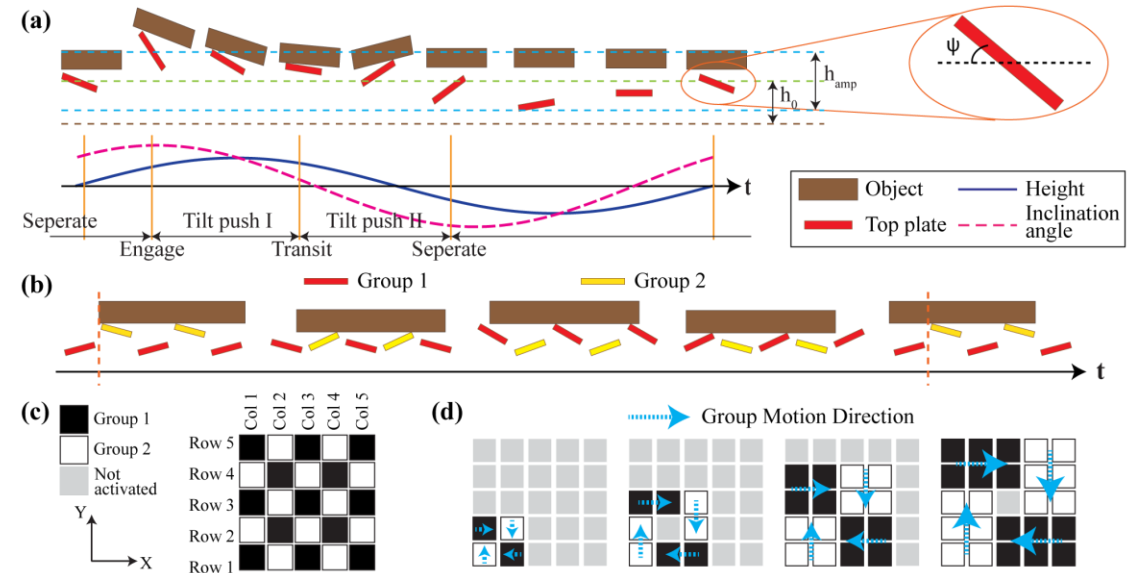 (a)
ψ
h_amp
h_0
t
Seperate
Tilt push I
Tilt push II
Engage
Transit
Seperate
Object
Height
Top plate
Inclination
angle
(b)
Group 1
Group 2
t
(c)
Group 1
Group 2
Not
activated
Y
X
Col 1
Col 2
Col 3
Col 4
Col 5
Row 5
Row 4
Row 3
Row 2
Row 1
(d)
Group Motion Direction